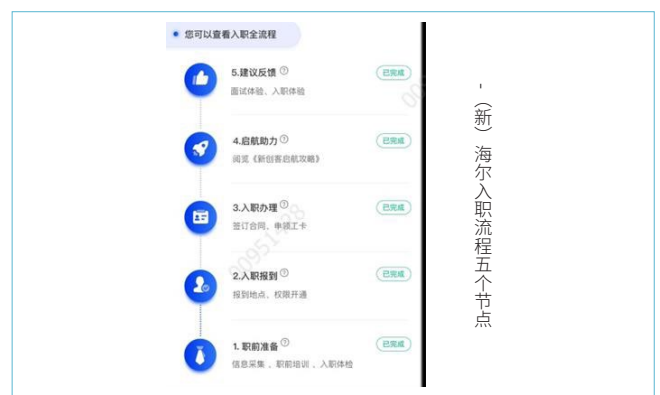 您可以查看入职全流程
5.建议反馈
已完成
面试体验、入职体验
4.启航助力
已完成
阅览《新创客启航攻略》
3.入职办理
已完成
签订合同、申领工卡
00951428
2.入职报到
已完成
报到地点、权限开通
1. 职前准备
已完成
信息采集 、职前培训 、入职体检
-（新）海尔入职流程五个节点